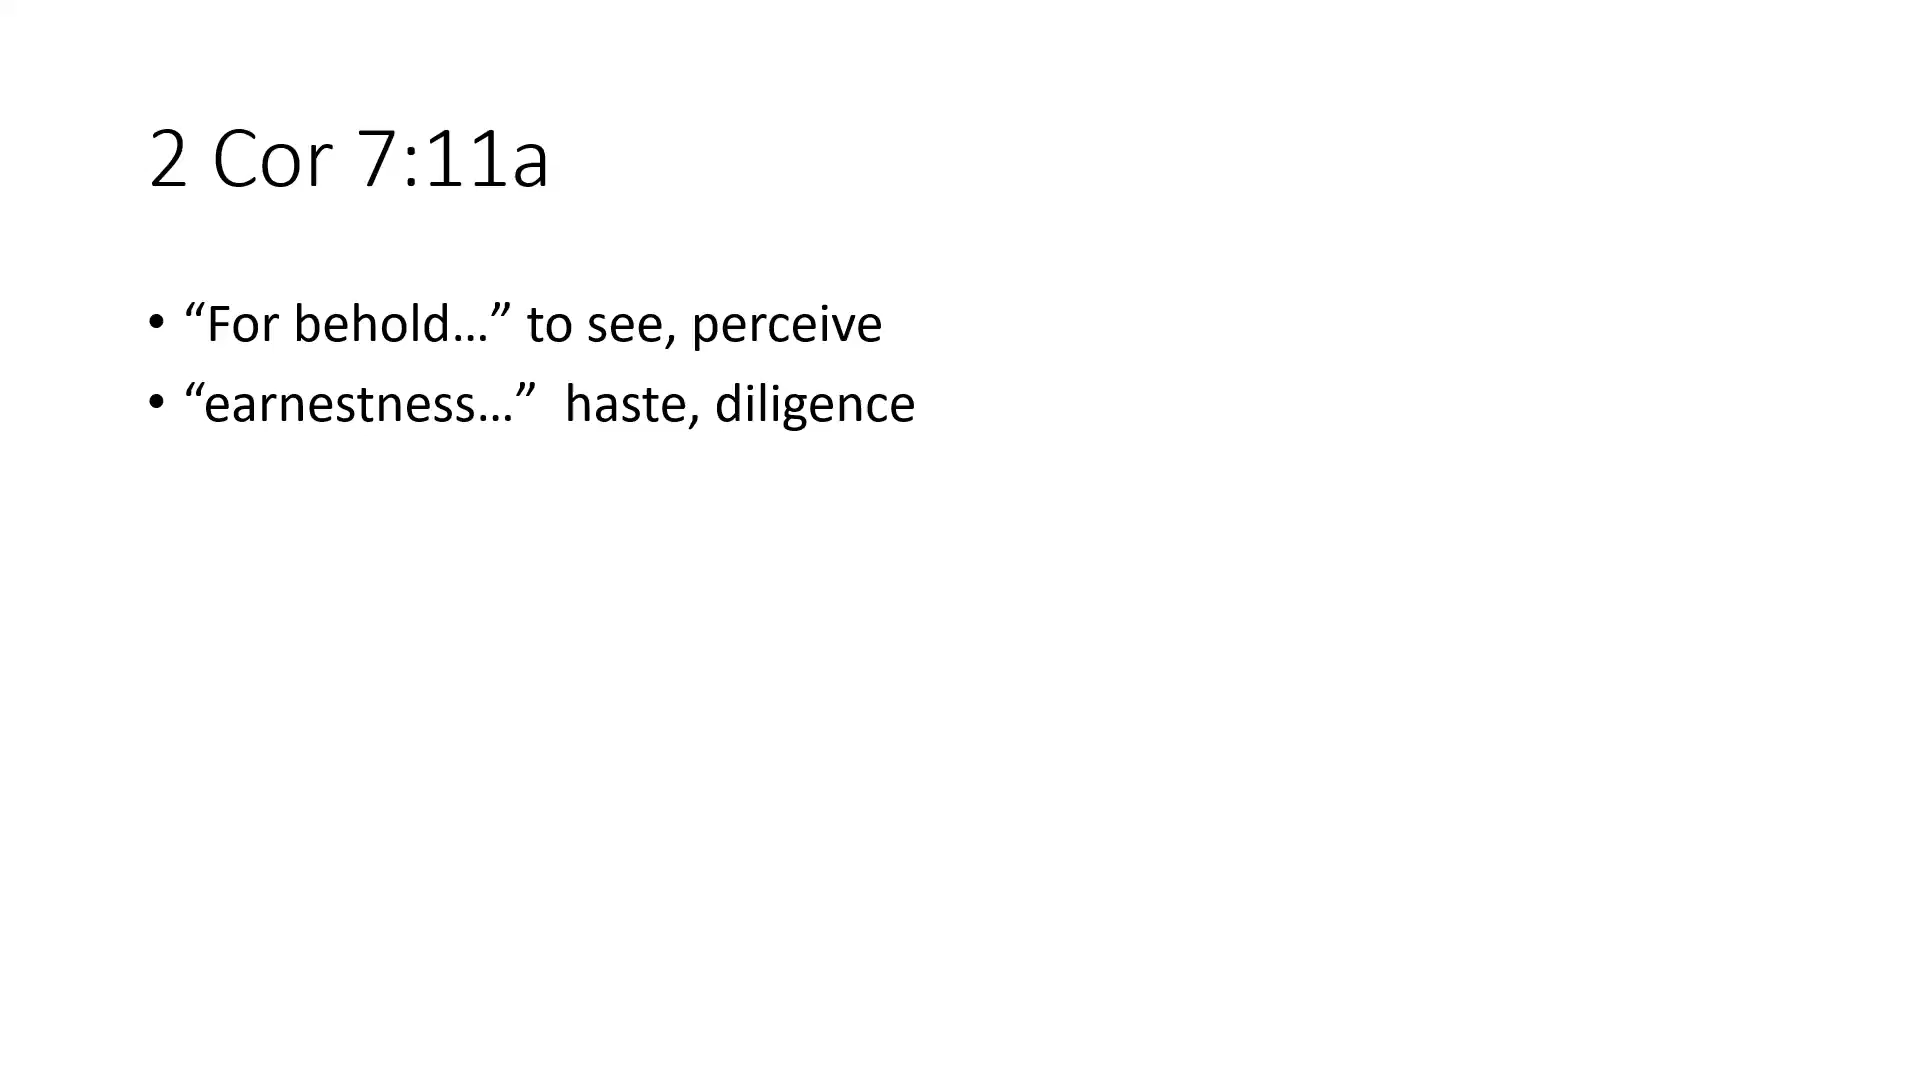 2 Cor 7:11a
• “For behold…” to see, perceive
• “earnestness…”  haste, diligence